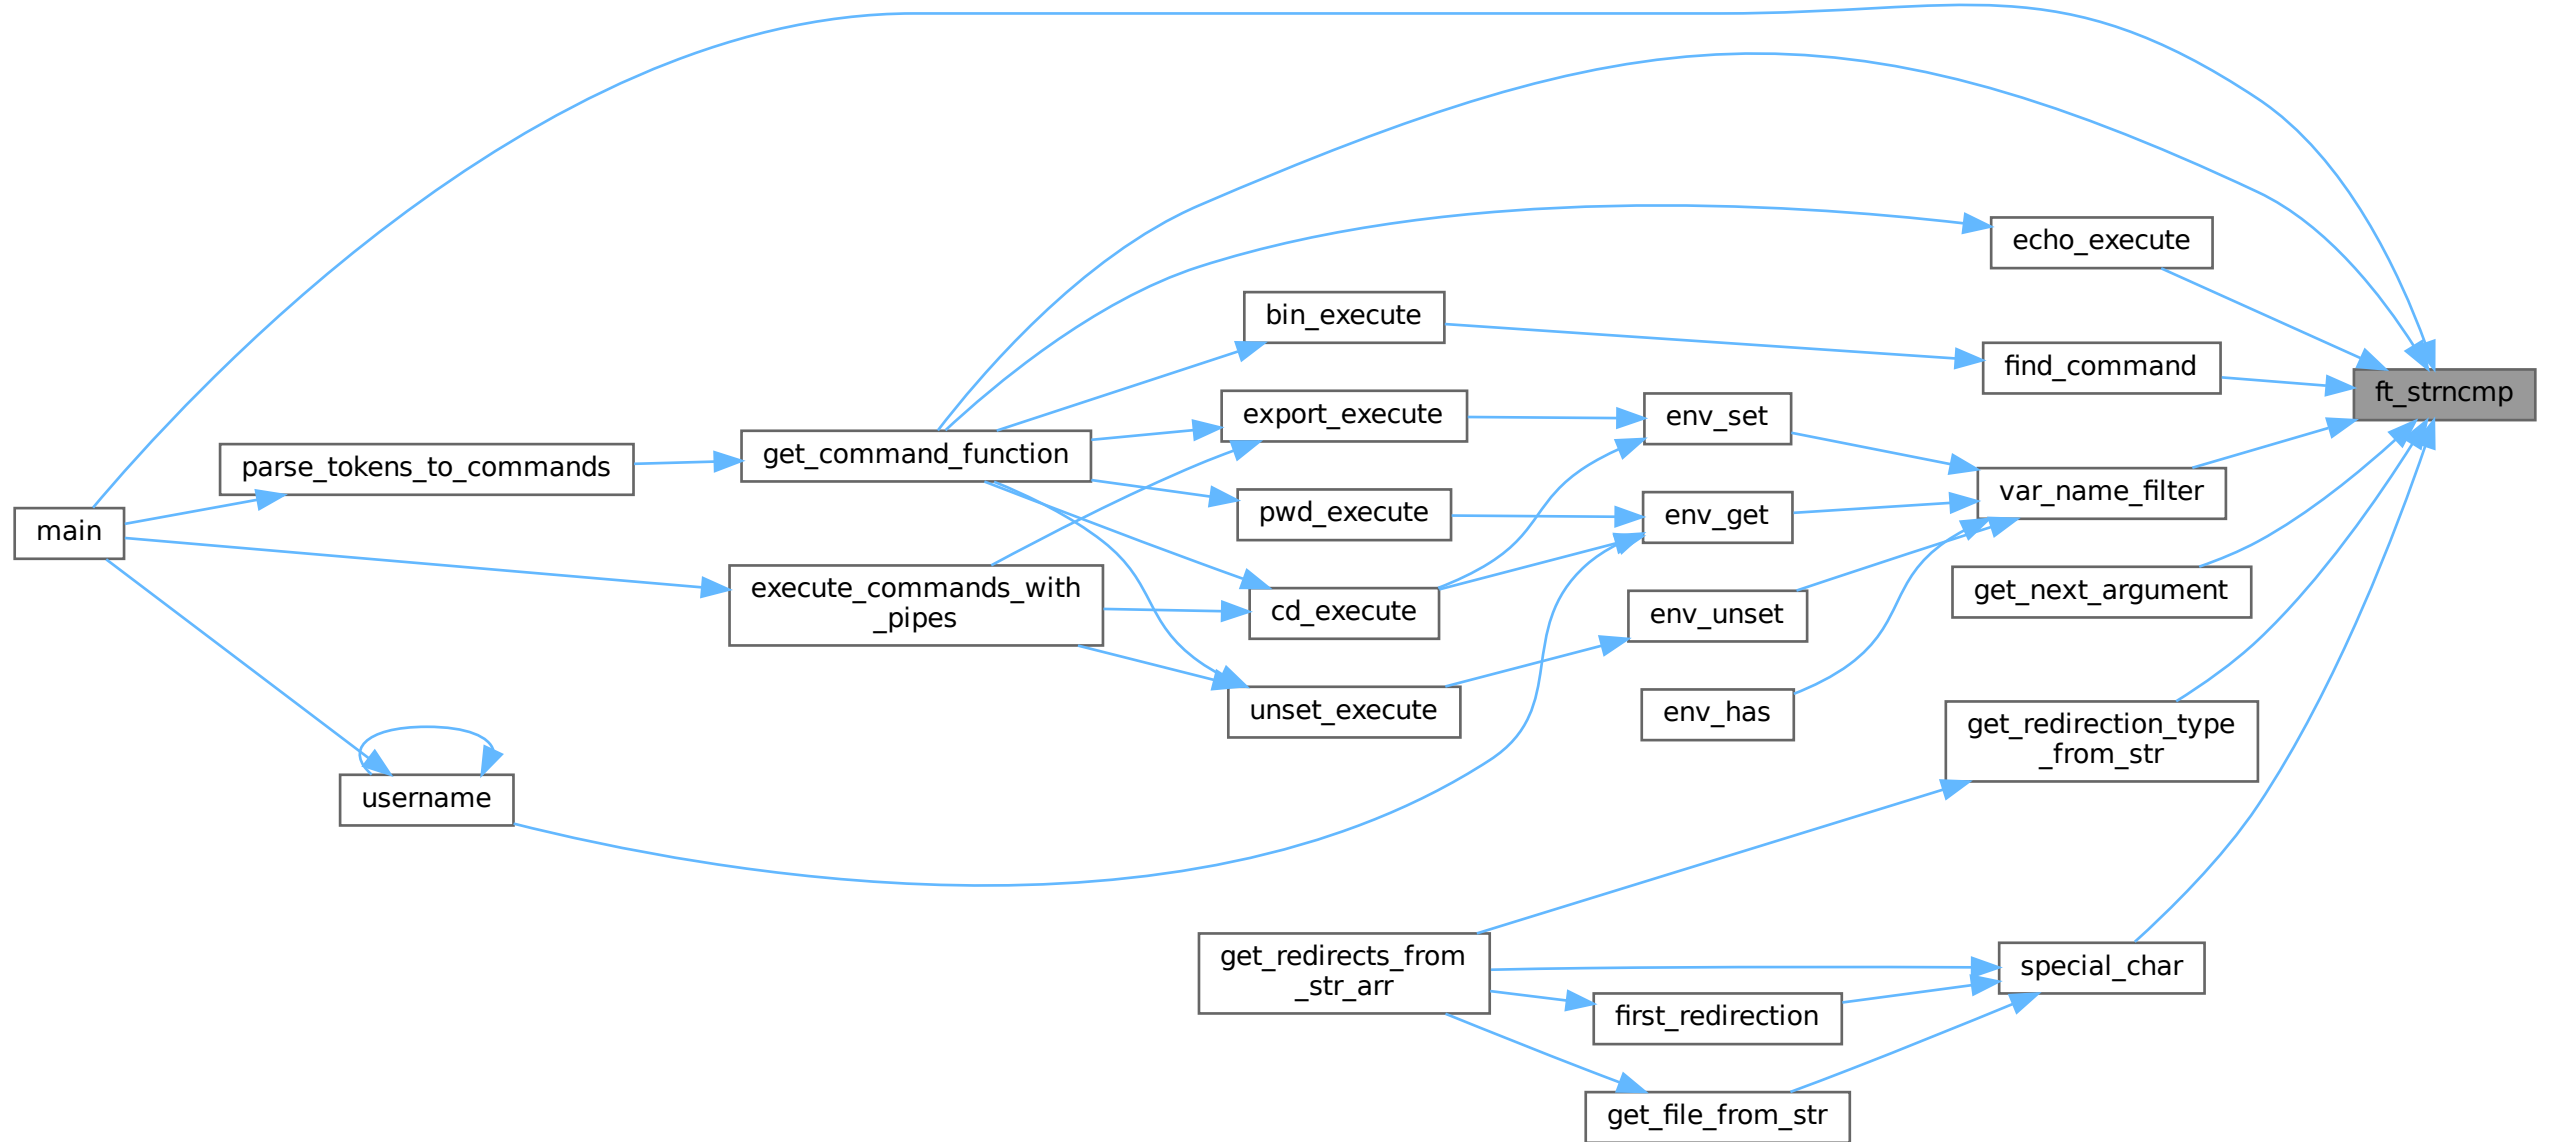 echo_execute
bin_execute
find_command
ft_strncmp
export_execute
env_set
get_command_function
parse_tokens_to_commands
var_name_filter
pwd_execute
env_get
main
execute_commands_with
_pipes
get_next_argument
cd_execute
env_unset
unset_execute
env_has
get_redirection_type
_from_str
username
get_redirects_from
_str_arr
special_char
first_redirection
get_file_from_str